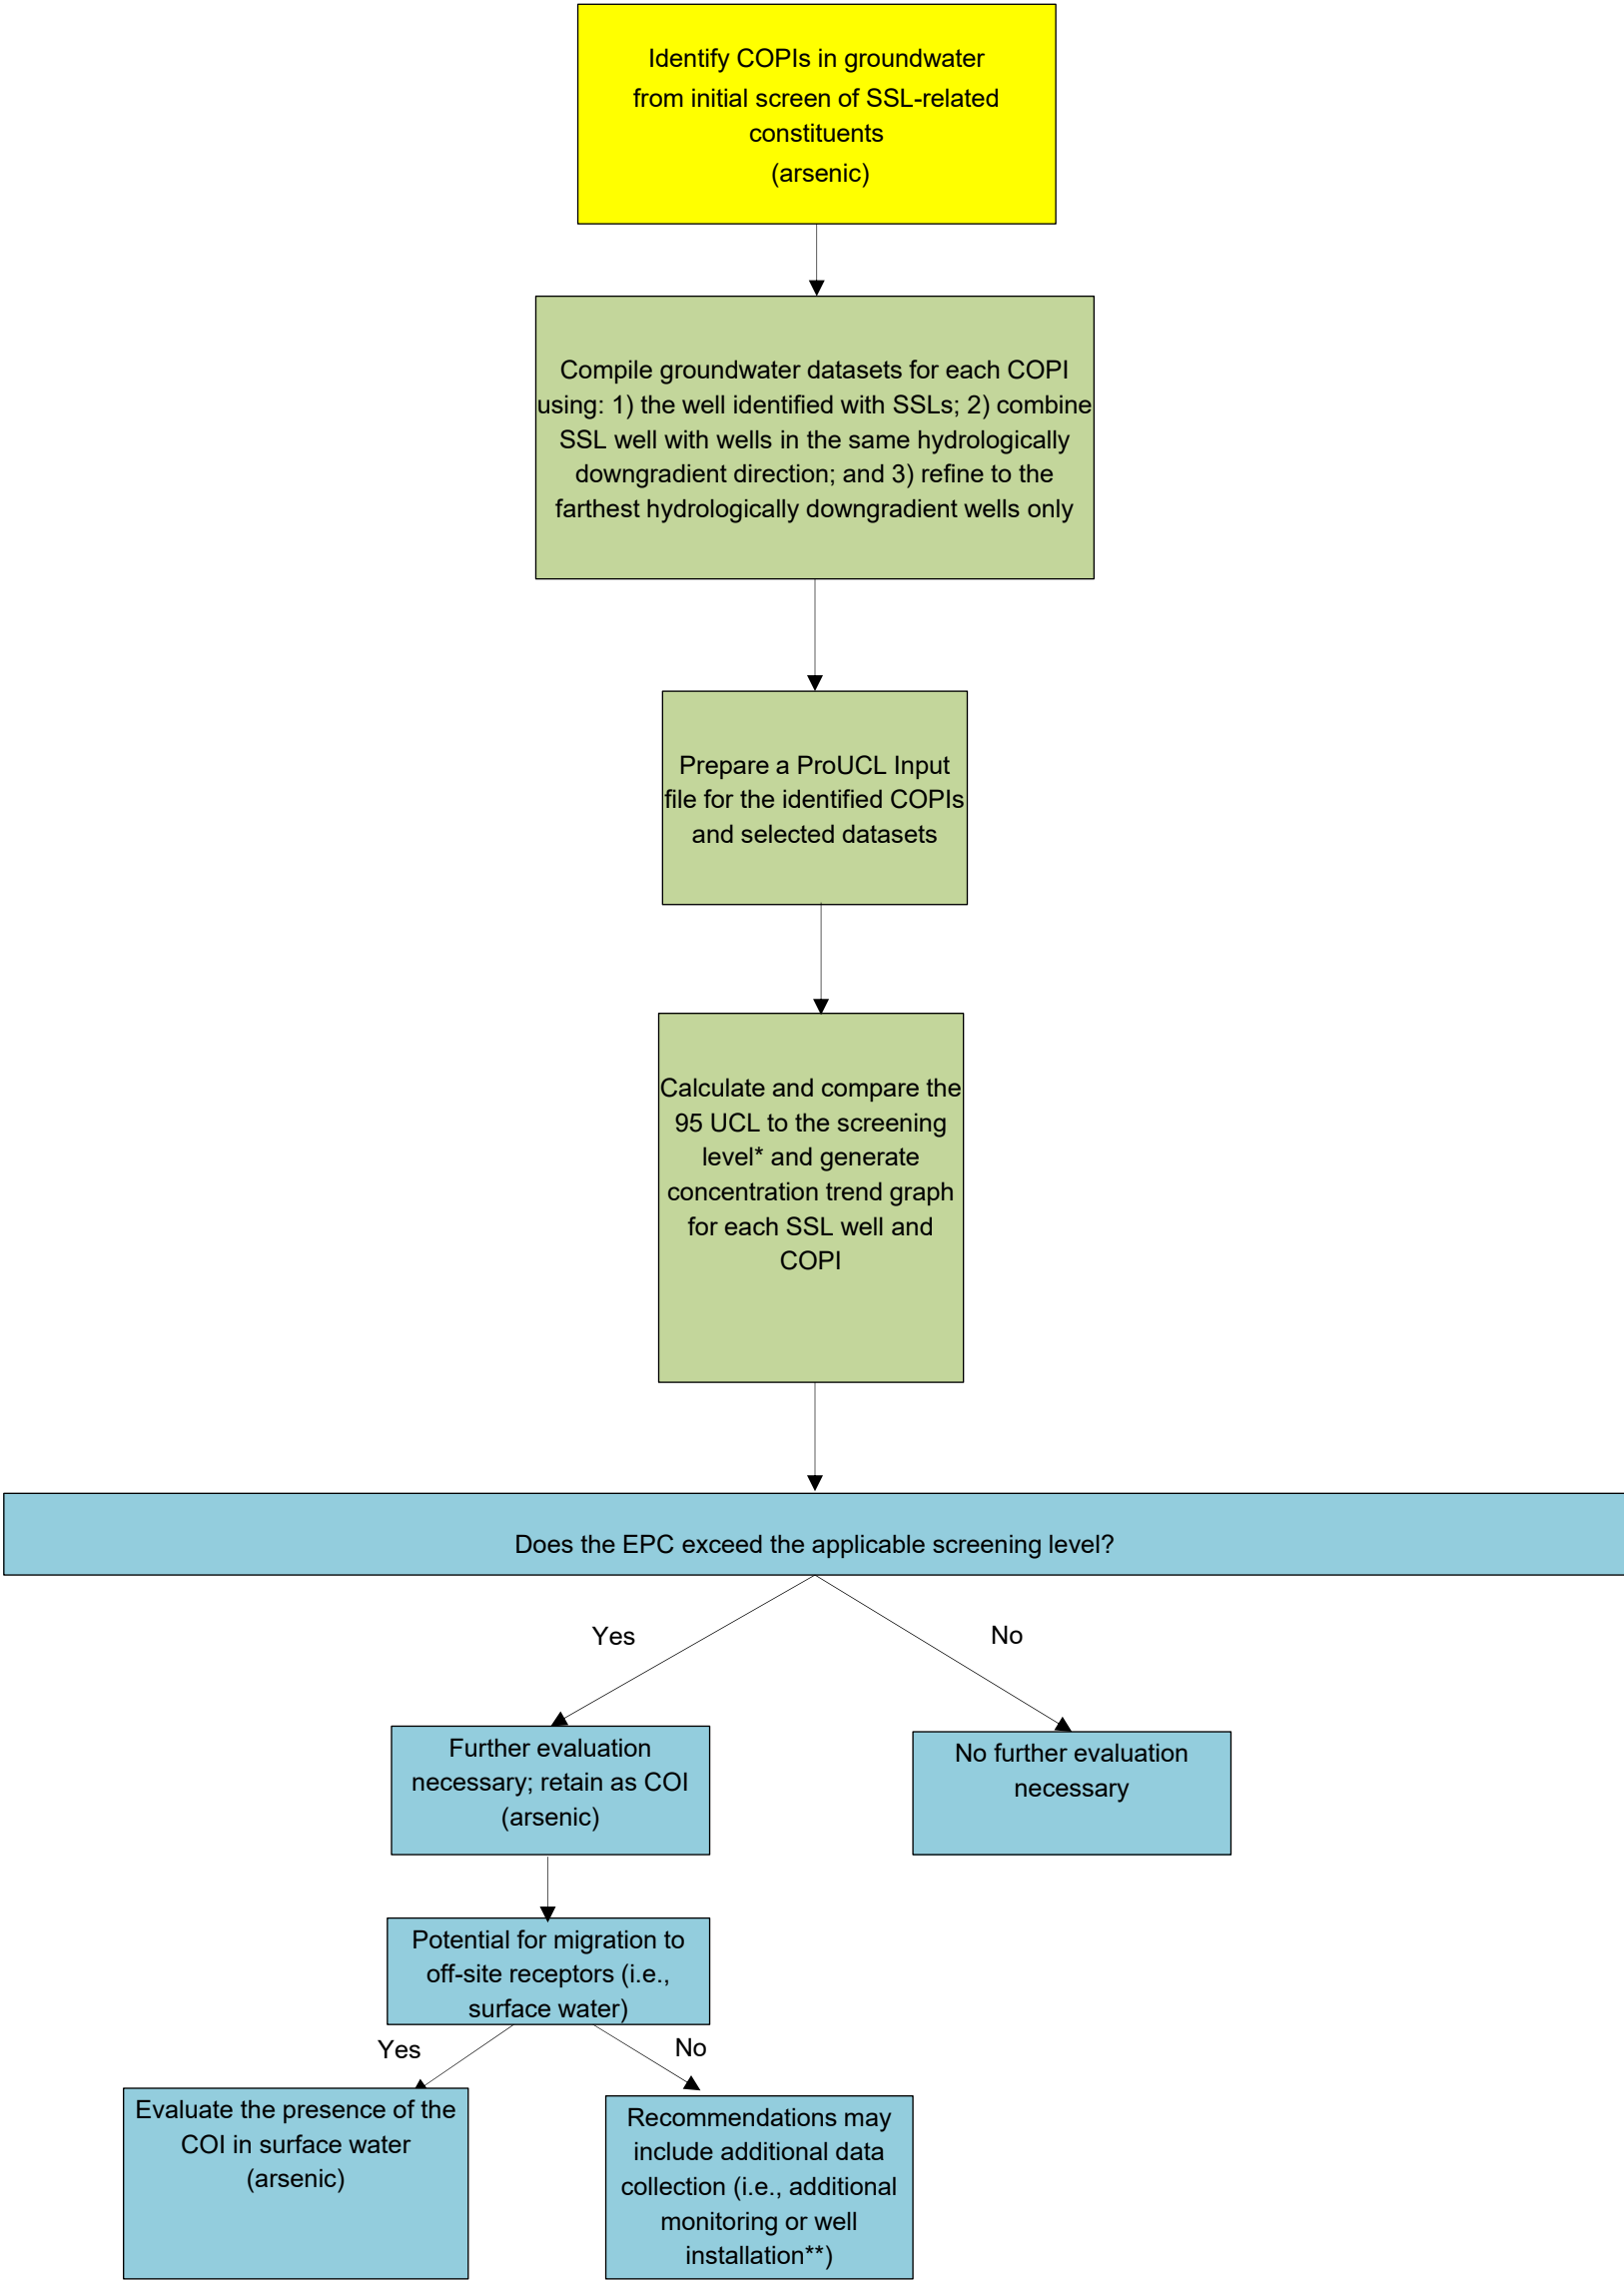 Identify COPIs in groundwater
from initial screen of SSL-related
constituents
(arsenic)
Compile groundwater datasets for each COPI
using: 1) the well identified with SSLs; 2) combine
SSL well with wells in the same hydrologically
downgradient direction; and 3) refine to the
farthest hydrologically downgradient wells only
Prepare a ProUCL Input
file for the identified COPIs
and selected datasets
Calculate and compare the
95 UCL to the screening
level* and generate
concentration trend graph
for each SSL well and
COPI
Does the EPC exceed the applicable screening level?
Yes
No
Further evaluation
necessary; retain as COI
(arsenic)
No further evaluation
necessary
Potential for migration to
off-site receptors (i.e.,
surface water)
Yes
No
Evaluate the presence of the
COI in surface water
(arsenic)
Recommendations may
include additional data
collection (i.e., additional
monitoring or well
installation**)